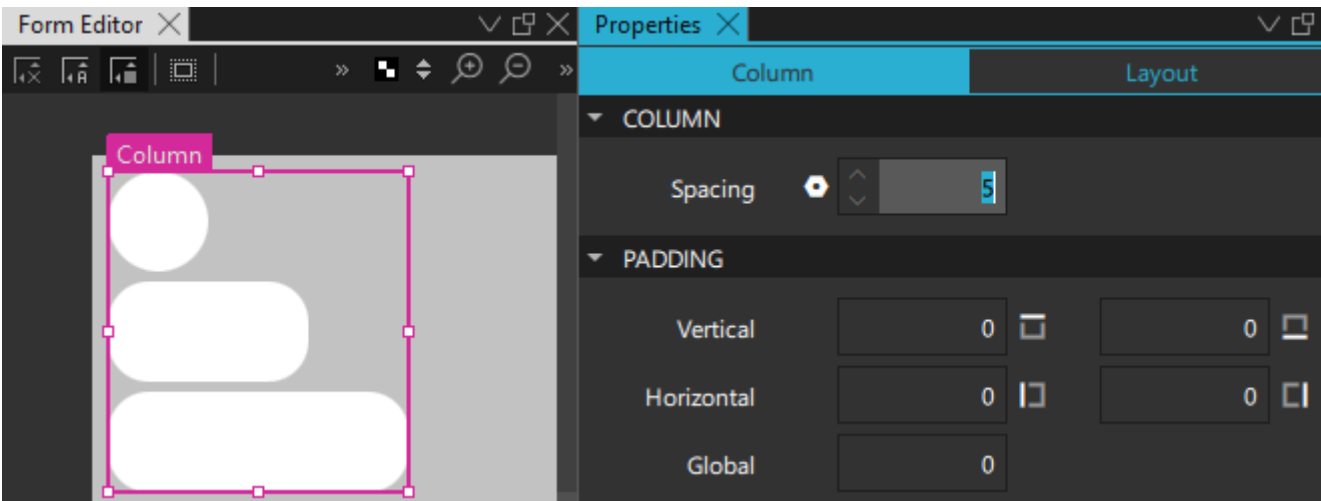 Form Editor
Properties
Column
Layout
COLUMN
Column
Spacing
5
PADDING
Vertical
0
0
Horizontal
0
0
Global
0